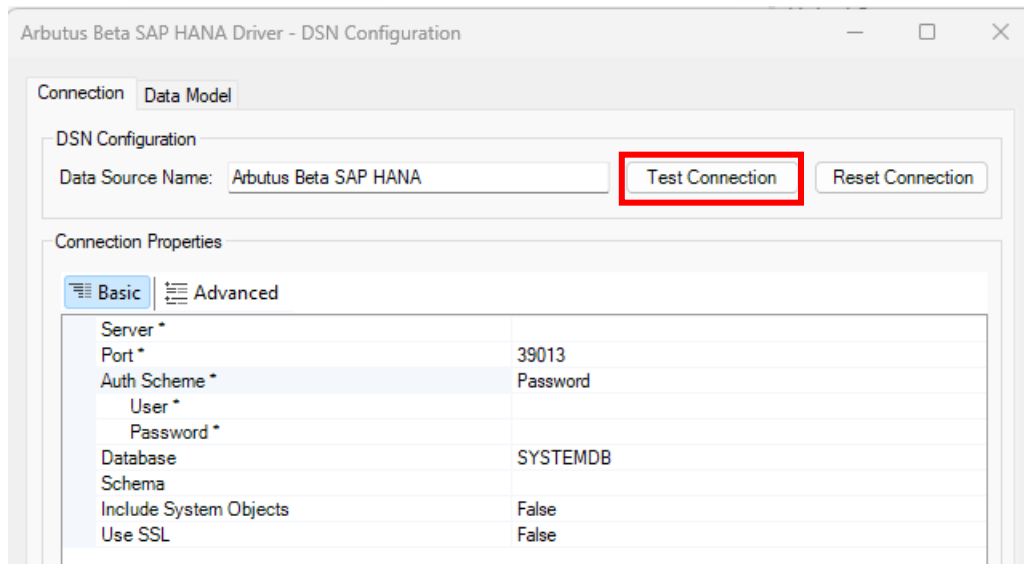 Arbutus Beta SAP HANA Driver - DSN Configuration
Connection Data Model
DSN Configuration
Data Source Name: Arbutus Beta SAP HANA Test Connection Reset Connection
Connection Properties
Basic Advanced
Server *
Port * 39013
Auth Scheme * Password
User *
Password *
Database SYSTEMDB
Schema
Include System Objects False
Use SSL False